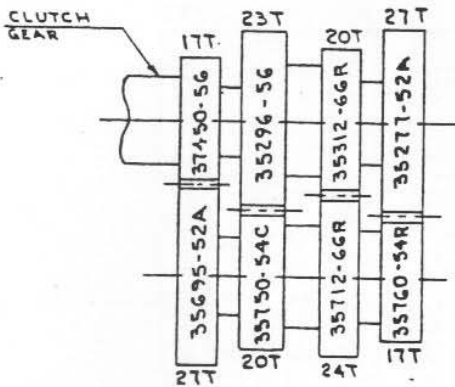 CLUTCH
GEAR
17T
23T
20T
27T
37450-56
35296-56
35312-66R
35277-52A
35695-52A
35750-54C
35712-66R
35760-54R
27T
20T
24T
17T